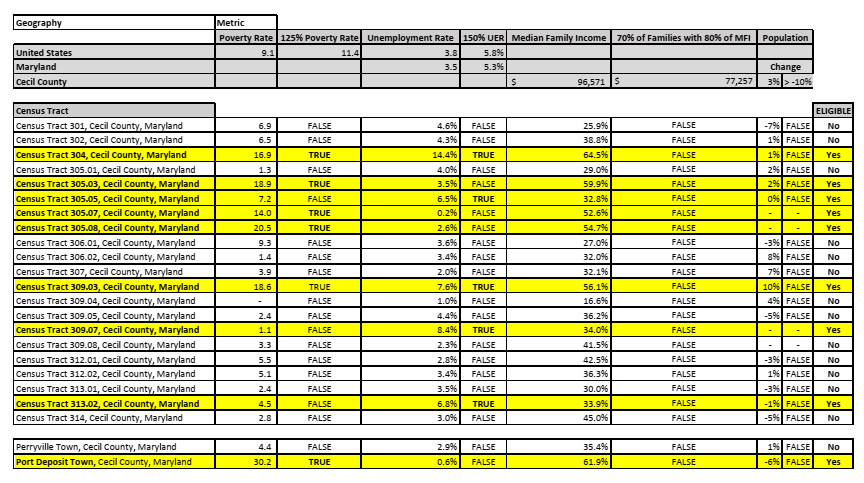 Geography Metric
Poverty Rate 125% Poverty Rate Unemployment Rate 150% UER Median Family Income 70% of Families with 80% of MFI Population
United States 9.1 11.4 3.8 5.8%
Maryland 3.5 5.3% Change
Cecil County $ 96,571 $ 77,257 3% > -10%
Census Tract ELIGIBLE
Census Tract 301, Cecil County, Maryland 6.9 FALSE 4.6% FALSE 25.9% FALSE -7% FALSE No
Census Tract 302, Cecil County, Maryland 6.5 FALSE 4.3% FALSE 38.8% FALSE 1% FALSE No
Census Tract 304, Cecil County, Maryland 16.9 TRUE 14.4% TRUE 64.5% FALSE 1% FALSE Yes
Census Tract 305.01, Cecil County, Maryland 1.3 FALSE 4.0% FALSE 29.0% FALSE 2% FALSE No
Census Tract 305.03, Cecil County, Maryland 18.9 TRUE 3.5% FALSE 59.9% FALSE 2% FALSE Yes
Census Tract 305.05, Cecil County, Maryland 7.2 FALSE 6.5% TRUE 32.8% FALSE 0% FALSE Yes
Census Tract 305.07, Cecil County, Maryland 14.0 TRUE 0.2% FALSE 52.6% FALSE - - Yes
Census Tract 305.08, Cecil County, Maryland 20.5 TRUE 2.6% FALSE 54.7% FALSE - - Yes
Census Tract 306.01, Cecil County, Maryland 9.3 FALSE 3.6% FALSE 27.0% FALSE -3% FALSE No
Census Tract 306.02, Cecil County, Maryland 1.4 FALSE 3.4% FALSE 32.0% FALSE 8% FALSE No
Census Tract 307, Cecil County, Maryland 3.9 FALSE 2.0% FALSE 32.1% FALSE 7% FALSE No
Census Tract 309.03, Cecil County, Maryland 18.6 TRUE 7.6% TRUE 56.1% FALSE 10% FALSE Yes
Census Tract 309.04, Cecil County, Maryland - FALSE 1.0% FALSE 16.6% FALSE 4% FALSE No
Census Tract 309.05, Cecil County, Maryland 2.4 FALSE 4.4% FALSE 36.2% FALSE -5% FALSE No
Census Tract 309.07, Cecil County, Maryland 1.1 FALSE 8.4% TRUE 34.0% FALSE - - Yes
Census Tract 309.08, Cecil County, Maryland 3.3 FALSE 2.3% FALSE 41.5% FALSE - - No
Census Tract 312.01, Cecil County, Maryland 5.5 FALSE 2.8% FALSE 42.5% FALSE -3% FALSE No
Census Tract 312.02, Cecil County, Maryland 5.1 FALSE 3.4% FALSE 36.3% FALSE 1% FALSE No
Census Tract 313.01, Cecil County, Maryland 2.4 FALSE 3.5% FALSE 30.0% FALSE -3% FALSE No
Census Tract 313.02, Cecil County, Maryland 4.5 FALSE 6.8% TRUE 33.9% FALSE -1% FALSE Yes
Census Tract 314, Cecil County, Maryland 2.8 FALSE 3.0% FALSE 45.0% FALSE -5% FALSE No
Perryville Town, Cecil County, Maryland 4.4 FALSE 2.9% FALSE 35.4% FALSE 1% FALSE No
Port Deposit Town, Cecil County, Maryland 30.2 TRUE 0.6% FALSE 61.9% FALSE -6% FALSE Yes